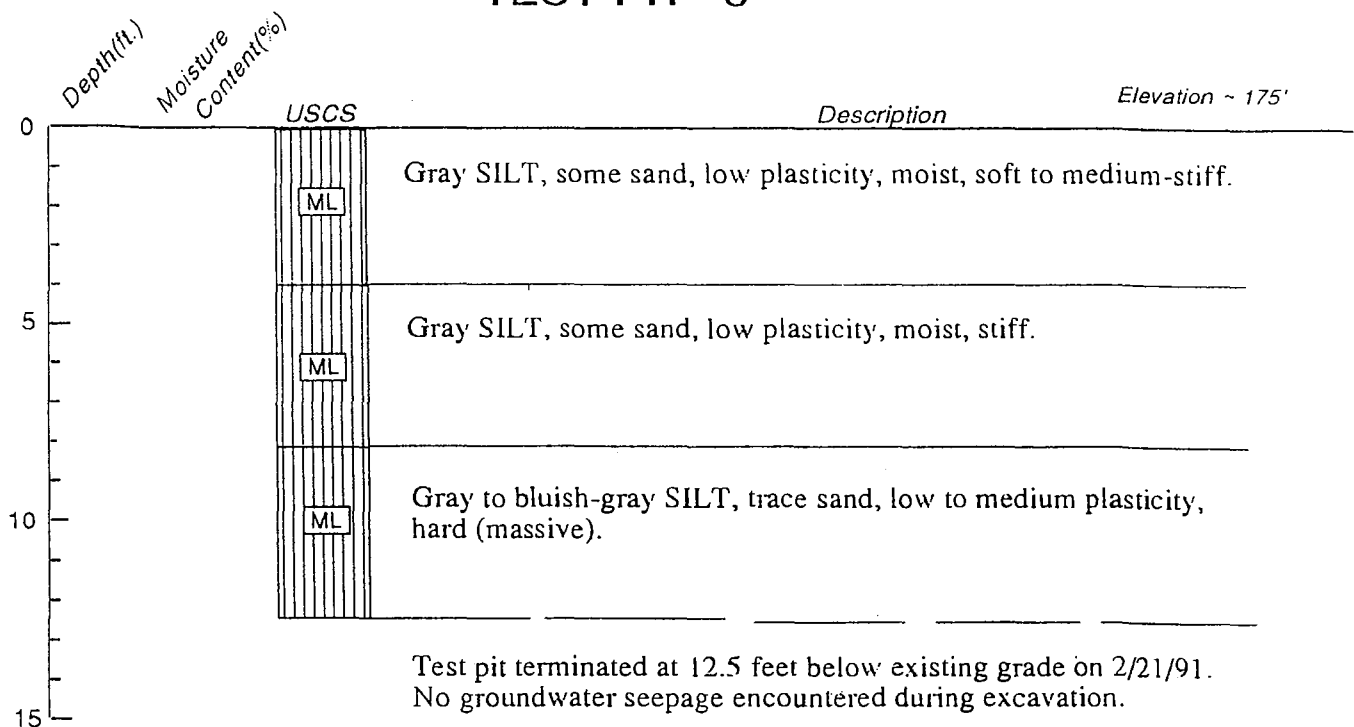 Depth(ft.)
Moisture
Content(%)
USCS
Description
Elevation ~ 175'
0
ML
Gray SILT, some sand, low plasticity, moist, soft to medium-stiff.
5
ML
Gray SILT, some sand, low plasticity, moist, stiff.
10
ML
Gray to bluish-gray SILT, trace sand, low to medium plasticity,
hard (massive).
Test pit terminated at 12.5 feet below existing grade on 2/21/91.
No groundwater seepage encountered during excavation.
15